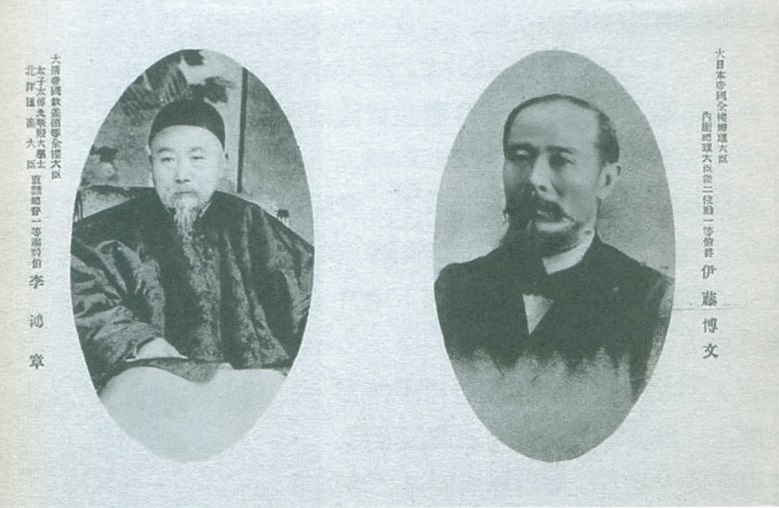 大日本帝國全權辨理大臣
內閣總理大臣從二位勳一等伯爵
伊藤博文
大清帝國欽差頭等全權大臣
太子太傅文華殿大學士
北洋通商大臣 直隸總督一等肅毅伯
李鴻章